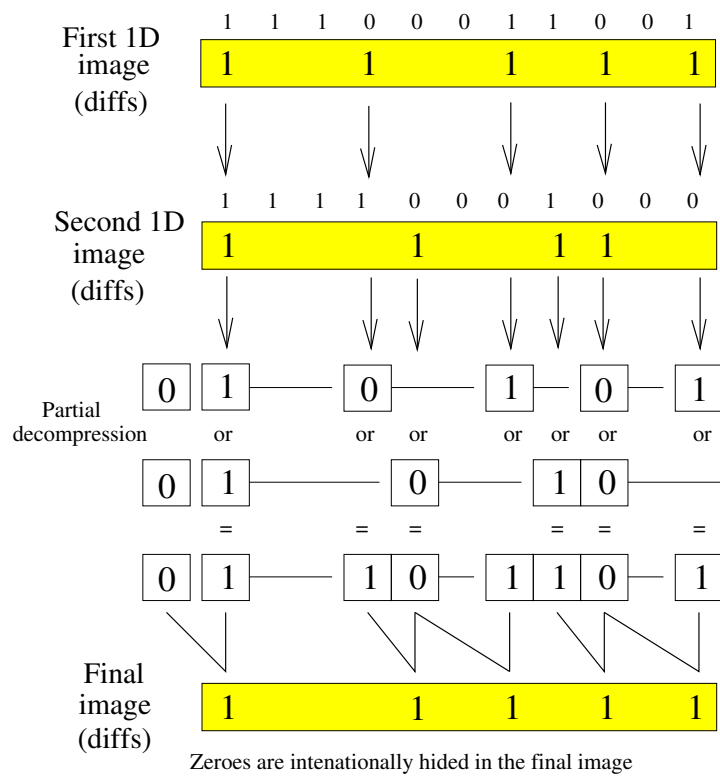 1 1 1 0 0 0 1 1 0 0 1
First 1D
image
(diffs)
1 1 1 1 1
1 1 1 1 0 0 0 1 0 0 0
Second 1D
image
(diffs)
1 1 1 1
0 1 0 1 0 1
Partial
decompression
or or or or or or or
0 1 0 1 0
= = = = = =
0 1 1 0 1 1 0 1
Final
image
(diffs)
1 1 1 1 1
Zeroes are intenationally hided in the final image